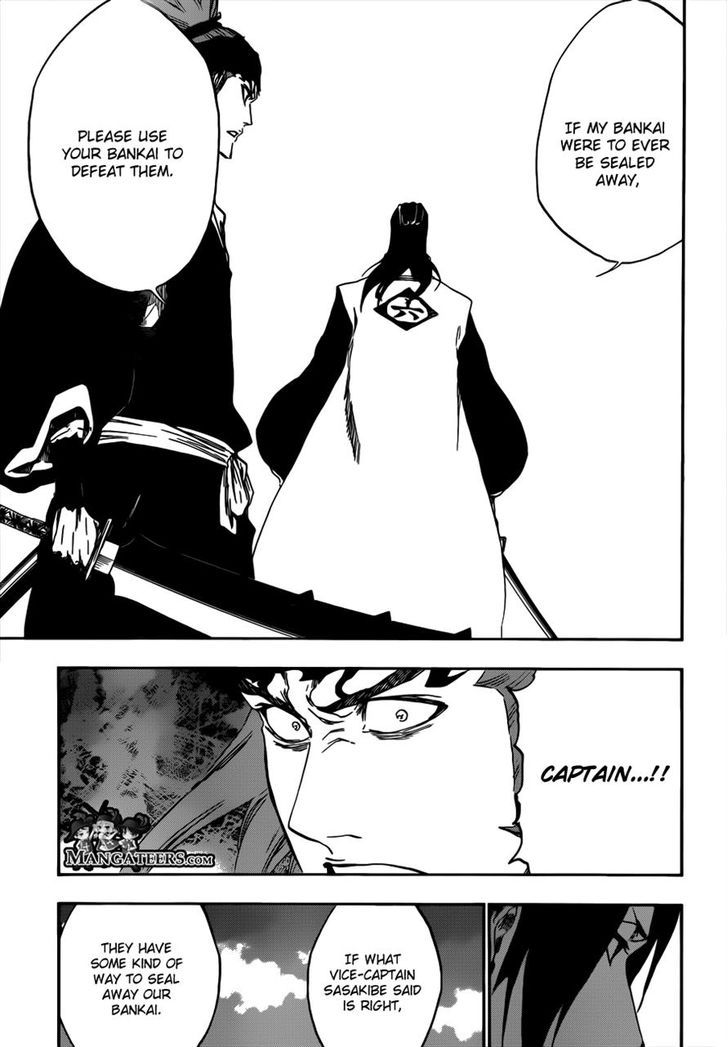 IF MY BANKAI
WERE TO EVER
BE SEALED
AWAY,
PLEASE USE
YOUR BANKAI TO
DEFEAT THEM.
六
CAPTAIN...!!
MANGATEERS.COM
IF WHAT
VICE-CAPTAIN
SASAKIBE SAID
IS RIGHT,
THEY HAVE
SOME KIND OF
WAY TO SEAL
AWAY OUR
BANKAI.